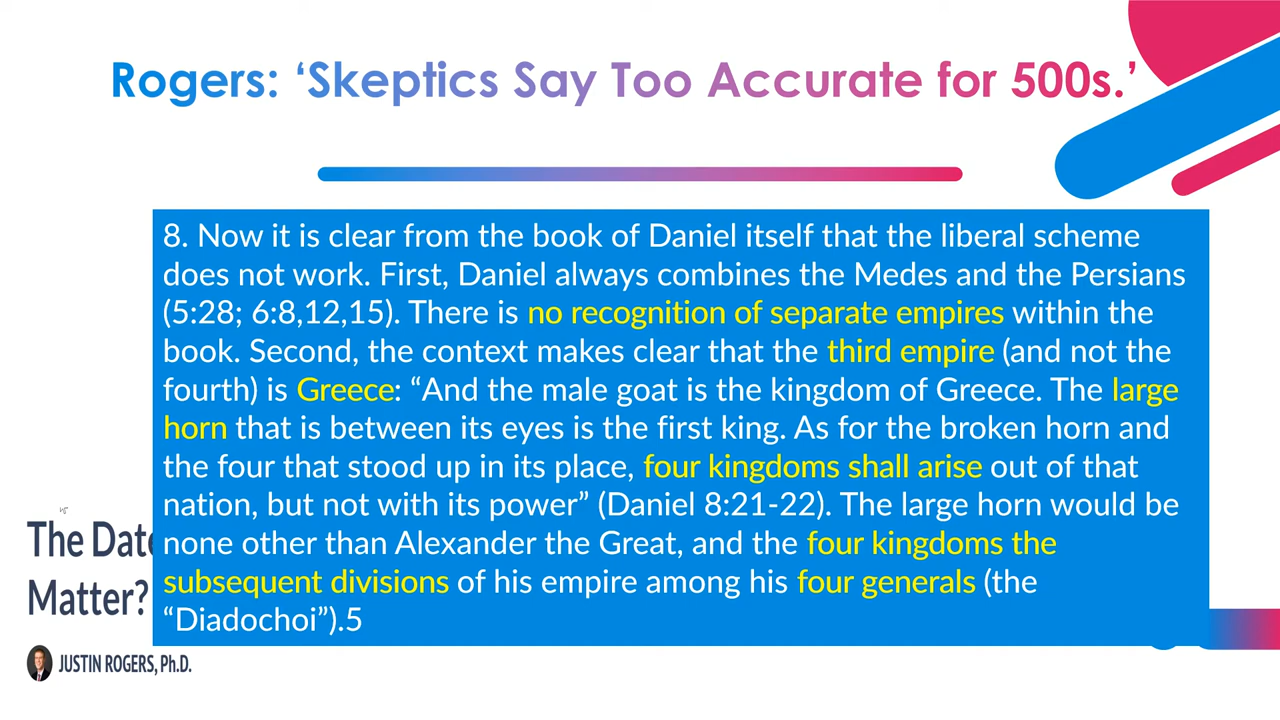 Rogers: ‘Skeptics Say Too Accurate for 500s.’
8. Now it is clear from the book of Daniel itself that the liberal scheme
does not work. First, Daniel always combines the Medes and the Persians
(5:28; 6:8,12,15). There is no recognition of separate empires within the
book. Second, the context makes clear that the third empire (and not the
fourth) is Greece: “And the male goat is the kingdom of Greece. The large
horn that is between its eyes is the first king. As for the broken horn and
the four that stood up in its place, four kingdoms shall arise out of that
nation, but not with its power” (Daniel 8:21-22). The large horn would be
none other than Alexander the Great, and the four kingdoms the
subsequent divisions of his empire among his four generals (the
“Diadochoi”).5
The Date
Matter?
JUSTIN ROGERS, Ph.D.